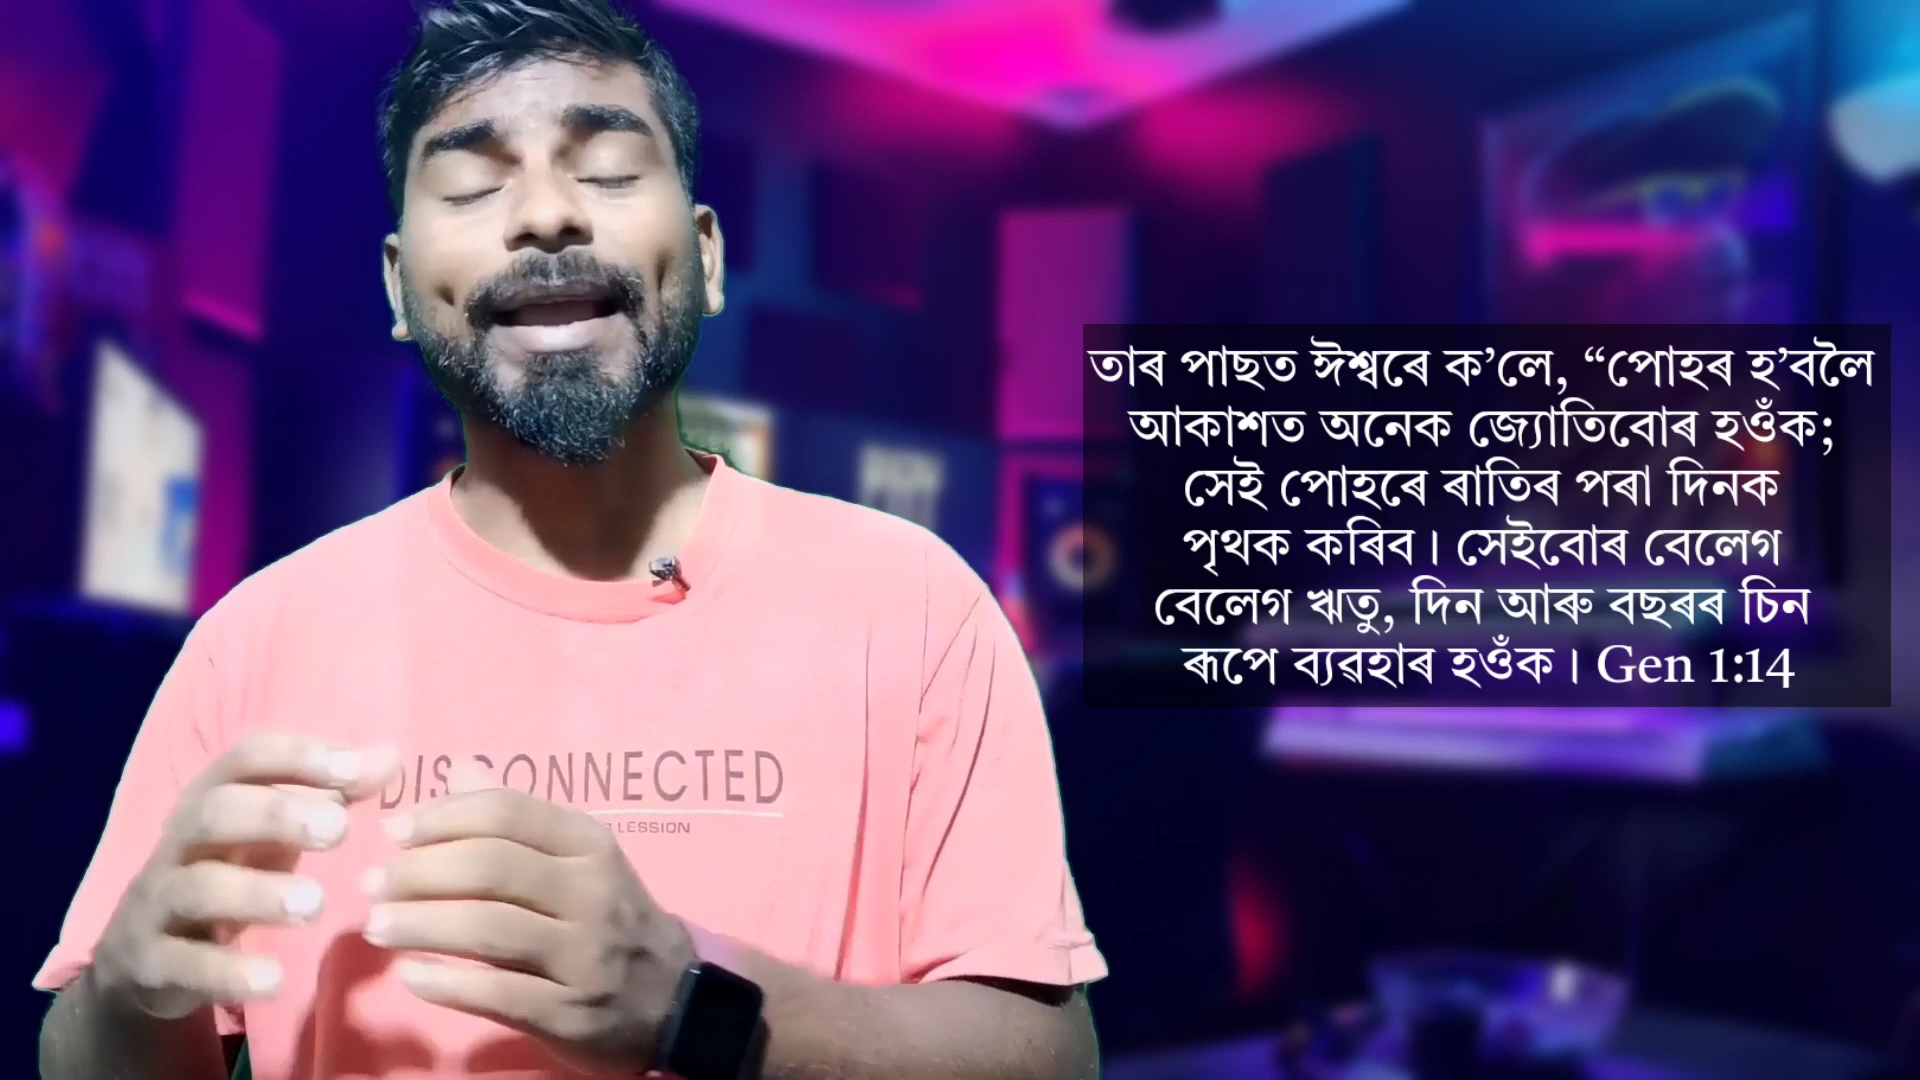 তাৰ পাছত ঈশ্বৰে ক’লে, “পোহৰ হ’বলৈ
আকাশত অনেক জ্যোতিবোৰ হওঁক;
সেই পোহৰে ৰাতিৰ পৰা দিনক
পৃথক কৰিব। সেইবোৰ বেলেগ
বেলেগ ঋতু, দিন আৰু বছৰৰ চিন
ৰূপে ব্যৱহাৰ হওঁক। Gen 1:14
LESSION